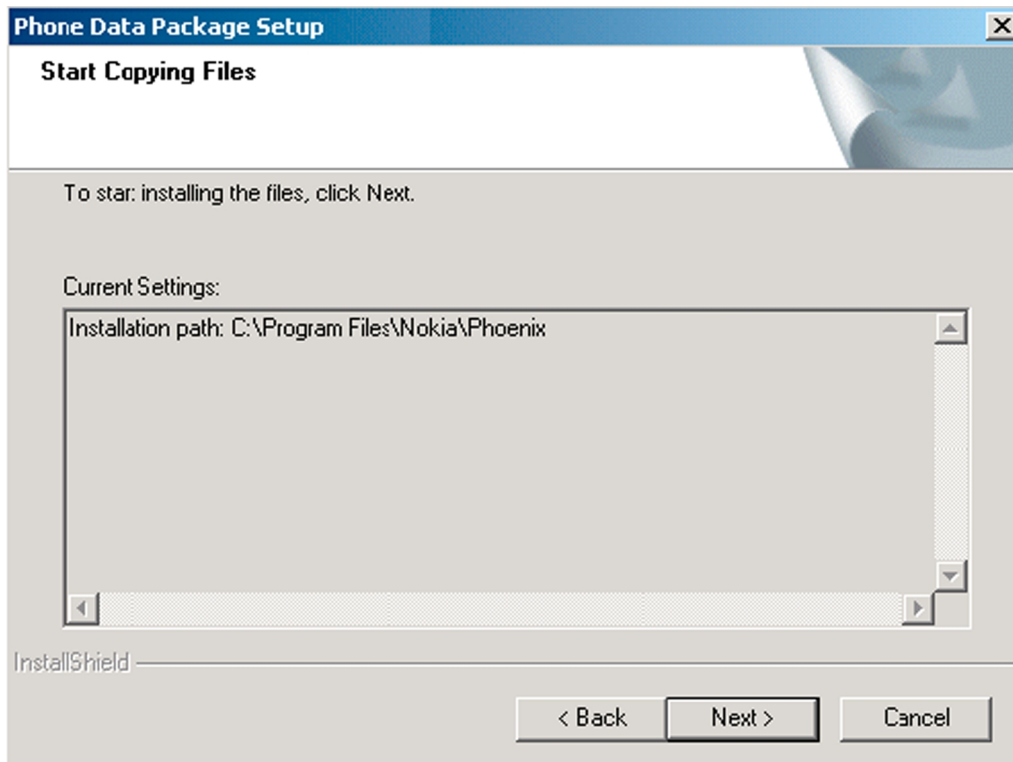 Phone Data Package Setup
Start Copying Files
To star: installing the files, click Next.
Current Settings:
Installation path: C:\Program Files\Nokia\Phoenix
InstallShield
< Back
Next >
Cancel